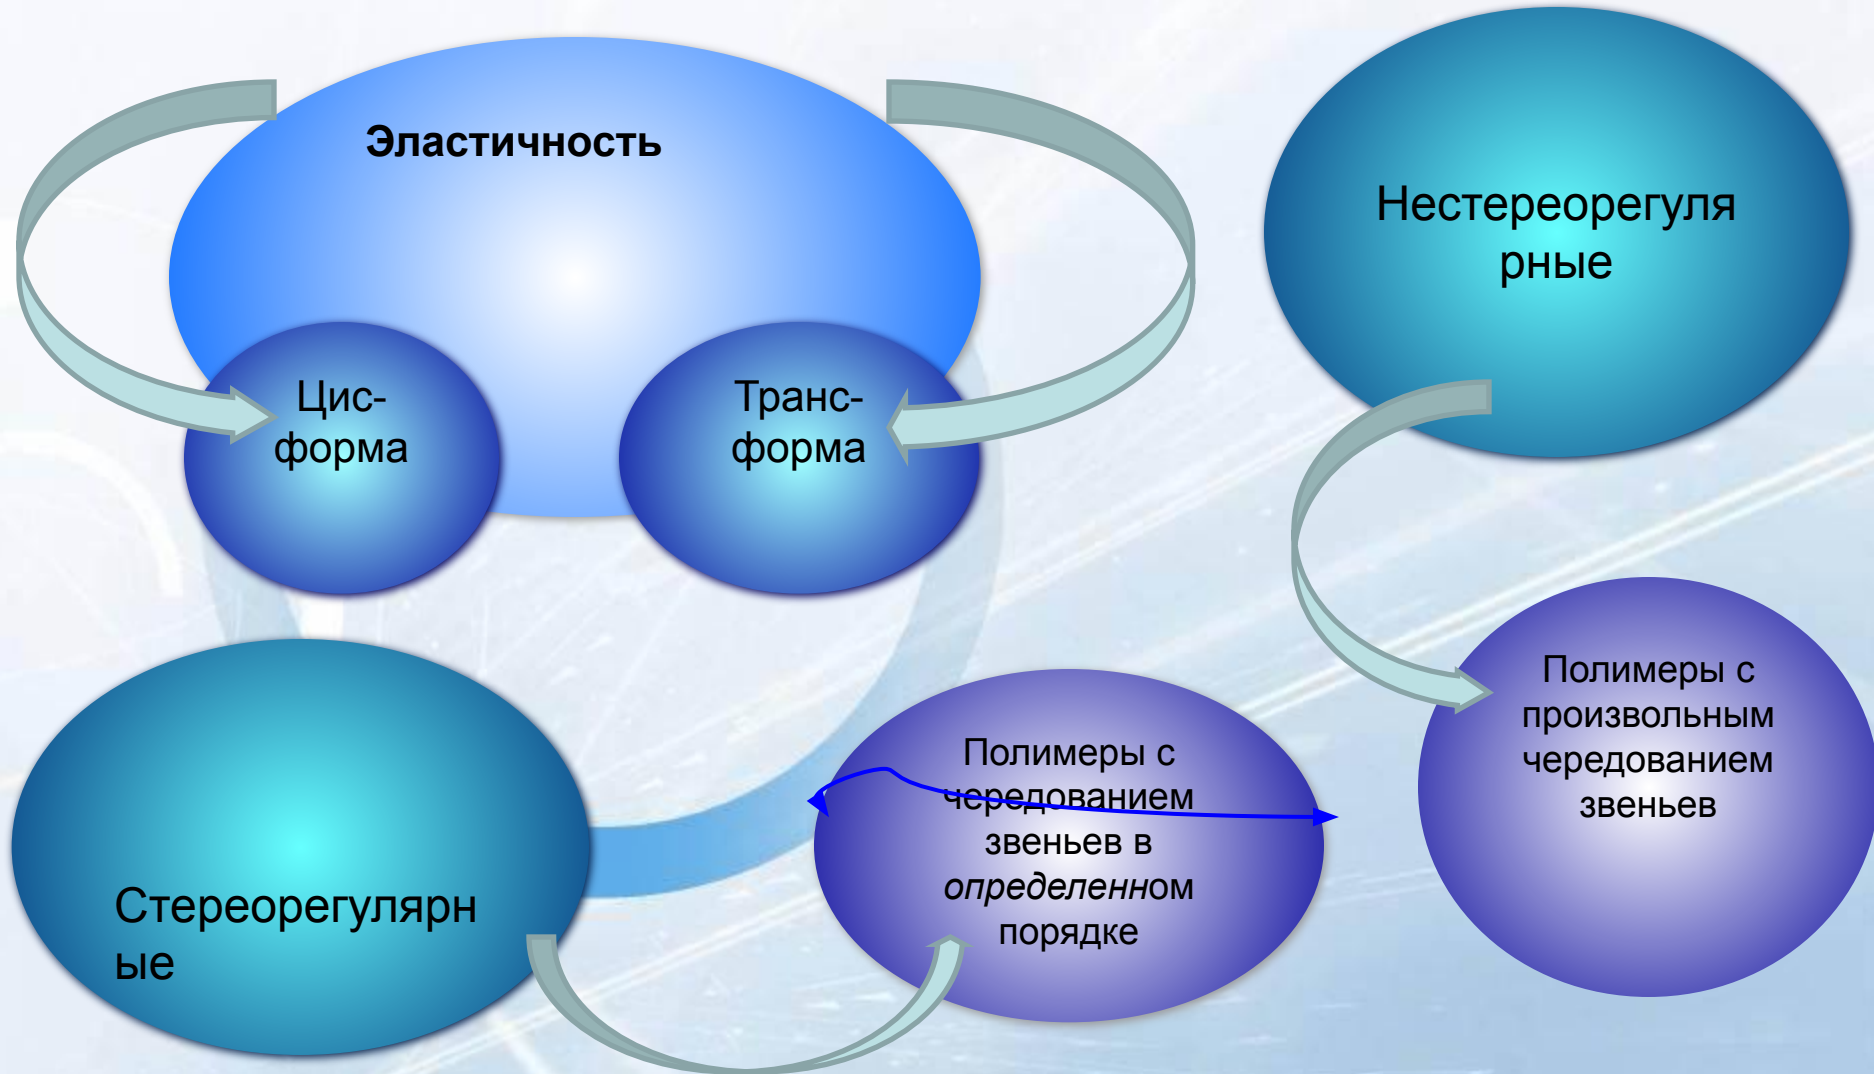 Эластичность
Цис-
форма
Транс-
форма
Нестереорегуля
рные
Стереорегулярн
ые
Полимеры с
чередованием
звеньев в
определенном
порядке
Полимеры с
произвольным
чередованием
звеньев